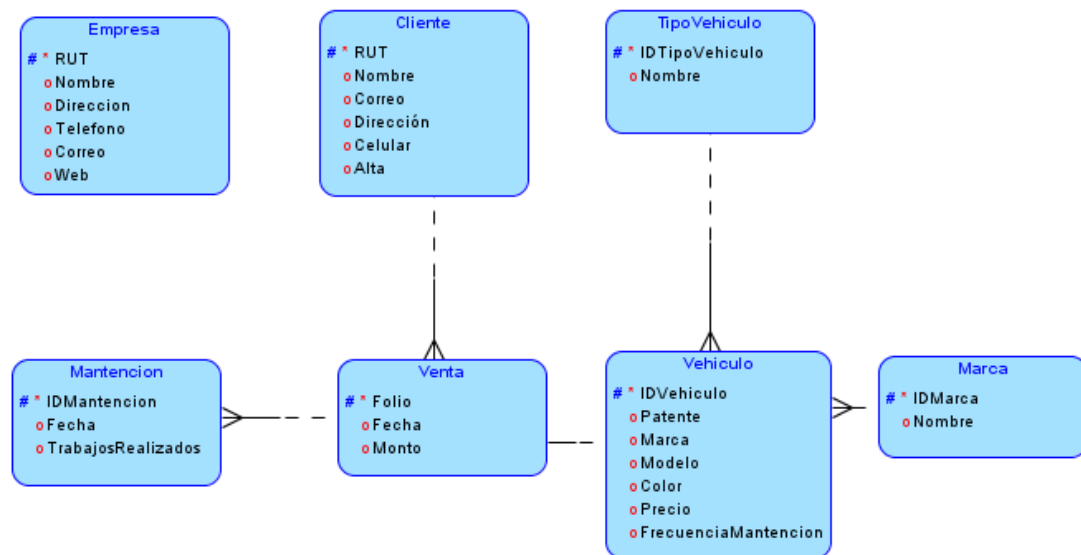 Empresa
# * RUT
o Nombre
o Direccion
o Telefono
o Correo
o Web
Cliente
# * RUT
o Nombre
o Correo
o Dirección
o Celular
o Alta
TipoVehiculo
# * IDTipoVehiculo
o Nombre
Mantencion
# * IDMantencion
o Fecha
o TrabajosRealizados
Venta
# * Folio
o Fecha
o Monto
Vehiculo
# * IDVehiculo
o Patente
o Marca
o Modelo
o Color
o Precio
o FrecuenciaMantencion
Marca
# * IDMarca
o Nombre